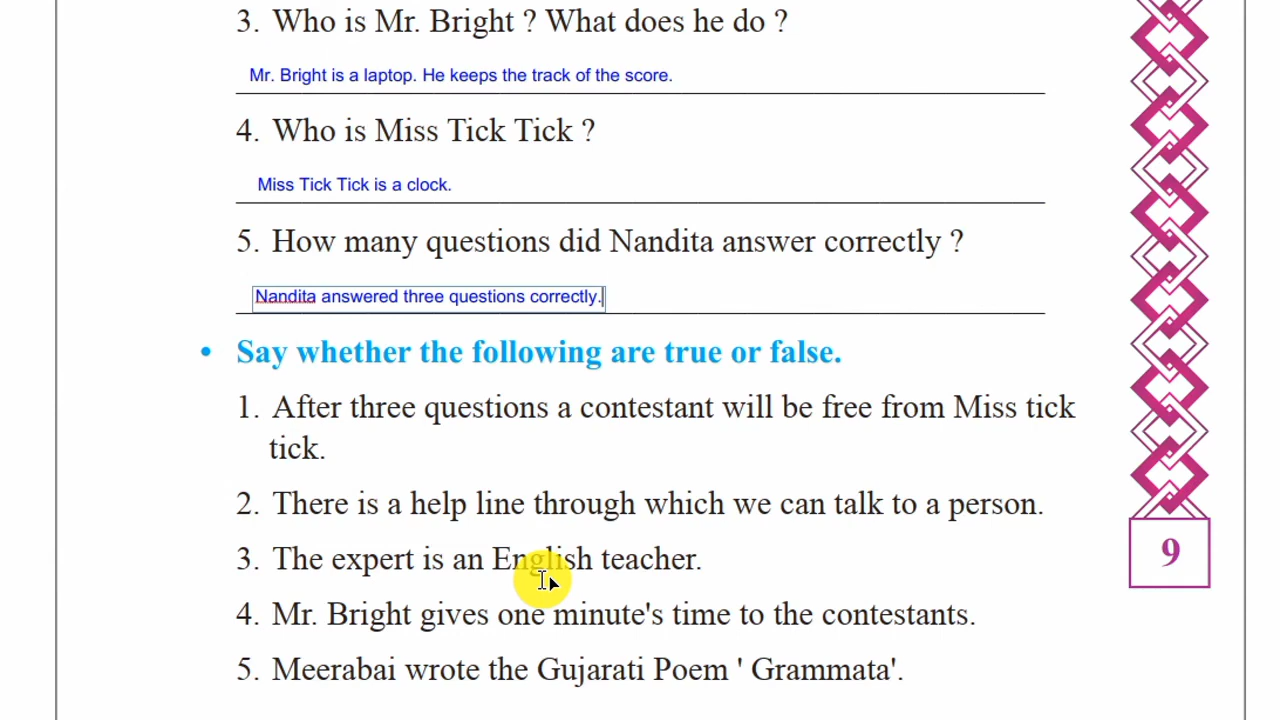 3. Who is Mr. Bright ? What does he do ?
Mr. Bright is a laptop. He keeps the track of the score.
4. Who is Miss Tick Tick ?
Miss Tick Tick is a clock.
5. How many questions did Nandita answer correctly ?
Nandita answered three questions correctly.
• Say whether the following are true or false.
1. After three questions a contestant will be free from Miss tick
tick.
2. There is a help line through which we can talk to a person.
3. The expert is an English teacher.
4. Mr. Bright gives one minute's time to the contestants.
5. Meerabai wrote the Gujarati Poem ' Grammata'.
9